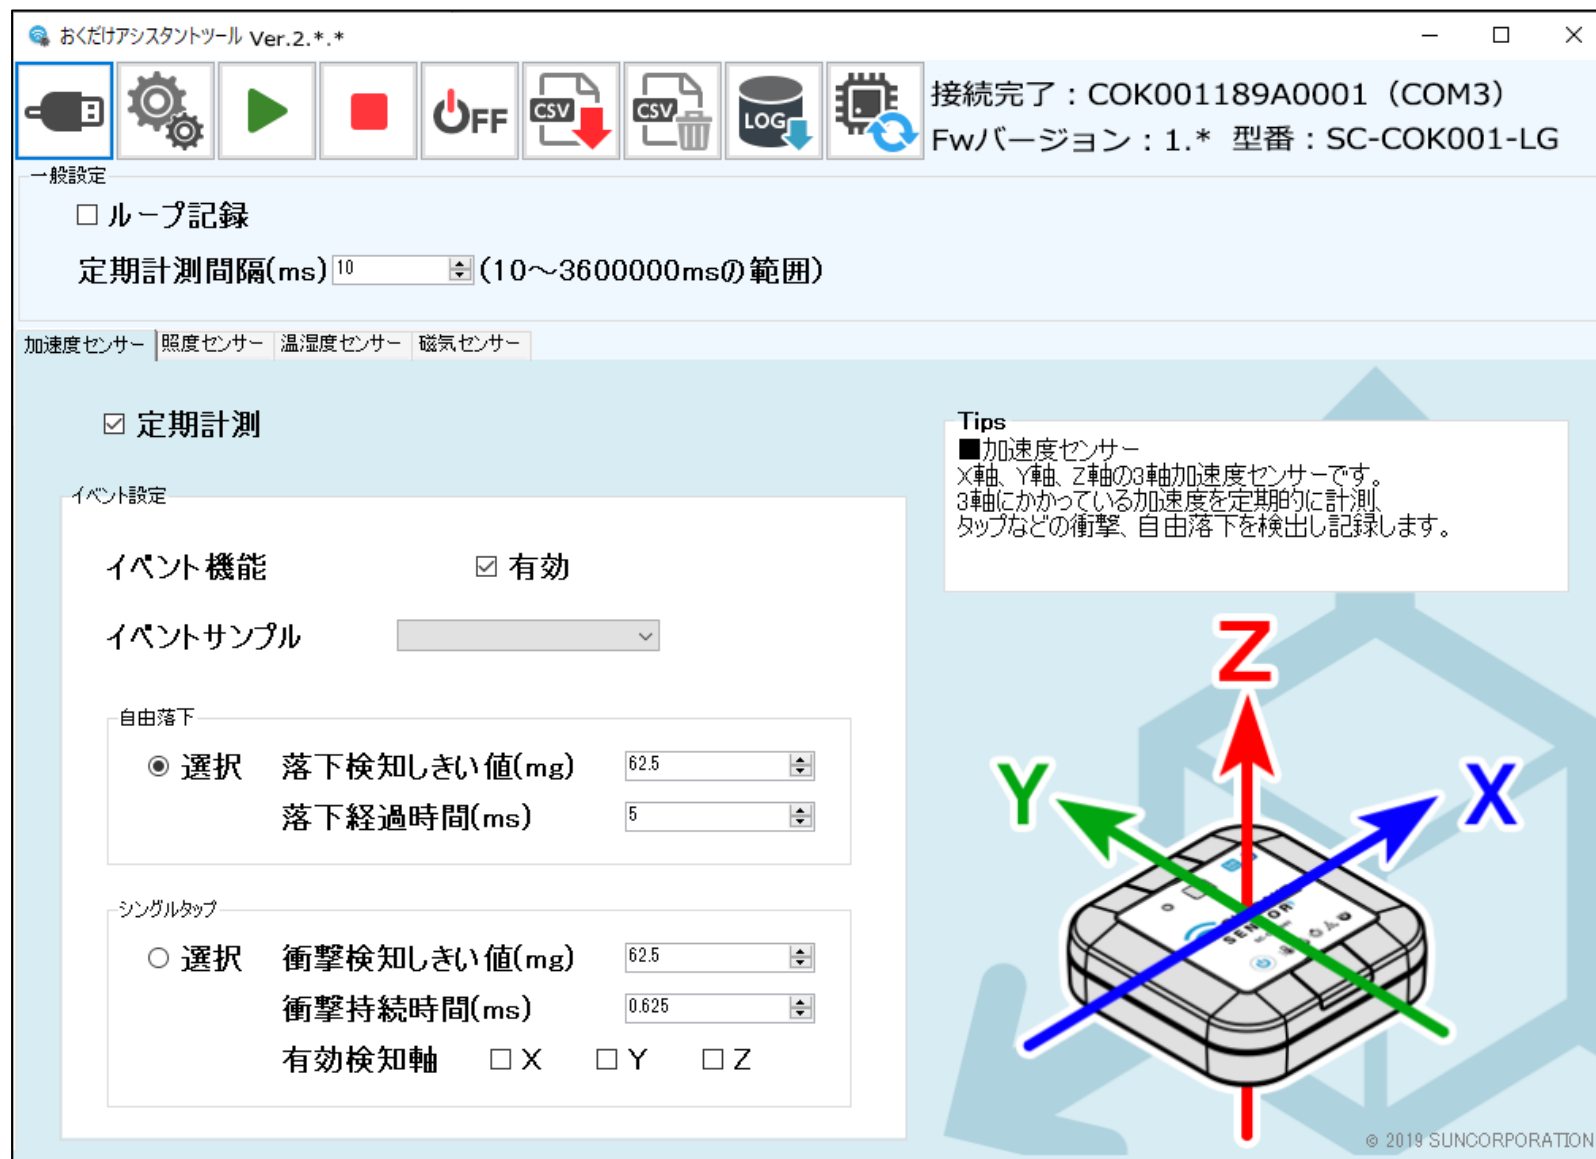 おくだけアシスタントツール Ver.2.*.*
OFF
CSV
CSV
LOG
接続完了：COK001189A0001（COM3）
Fwバージョン：1.* 型番：SC-COK001-LG
一般設定
ループ記録
定期計測間隔(ms) 10 (10～3600000msの範囲)
加速度センサー 照度センサー 温湿度センサー 磁気センサー
定期計測
イベント設定
イベント機能 有効
イベントサンプル
自由落下
選択 落下検知しきい値(mg) 62.5
落下経過時間(ms) 5
シングルタップ
選択 衝撃検知しきい値(mg) 62.5
衝撃持続時間(ms) 0.625
有効検知軸 X Y Z
Tips
■加速度センサー
X軸、Y軸、Z軸の3軸加速度センサーです。
3軸にかかっている加速度を定期的に計測、
タップなどの衝撃、自由落下を検出し記録します。
Z
Y
X
SENSOR
© 2019 SUNCORPORATION